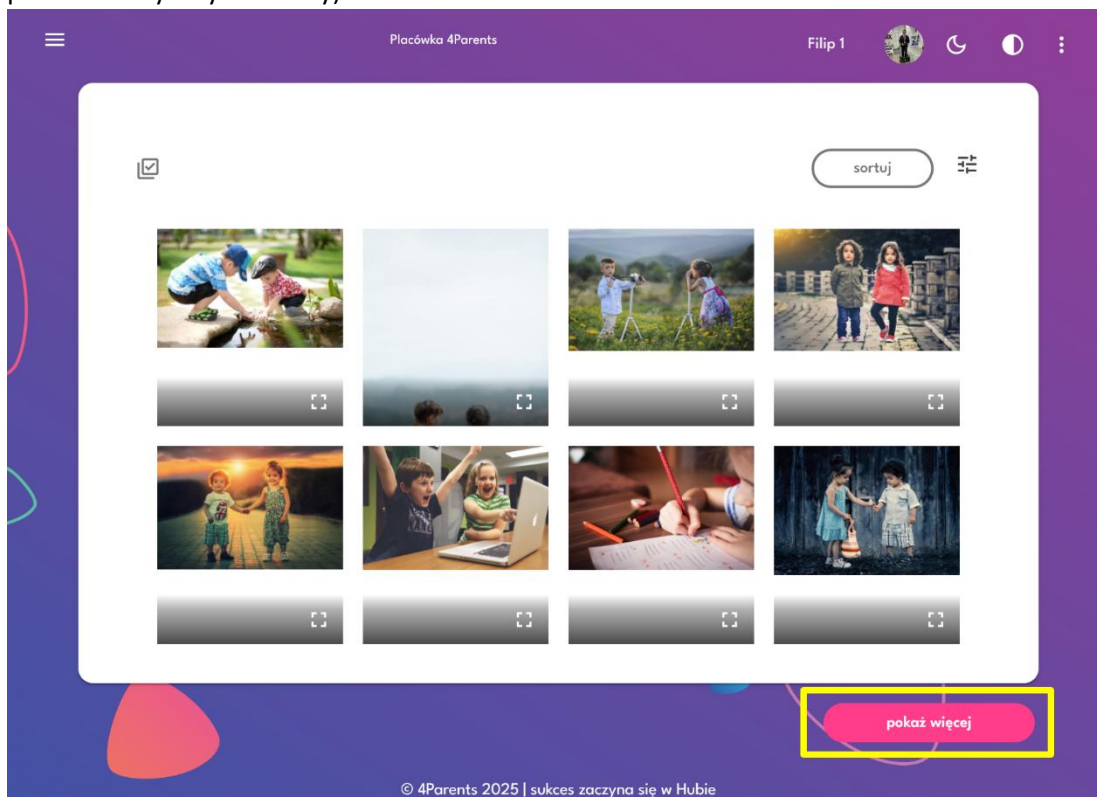 Placówka 4Parents
Filip 1
sortuj
pokaż więcej
© 4Parents 2025 | sukces zaczyna się w Hubie